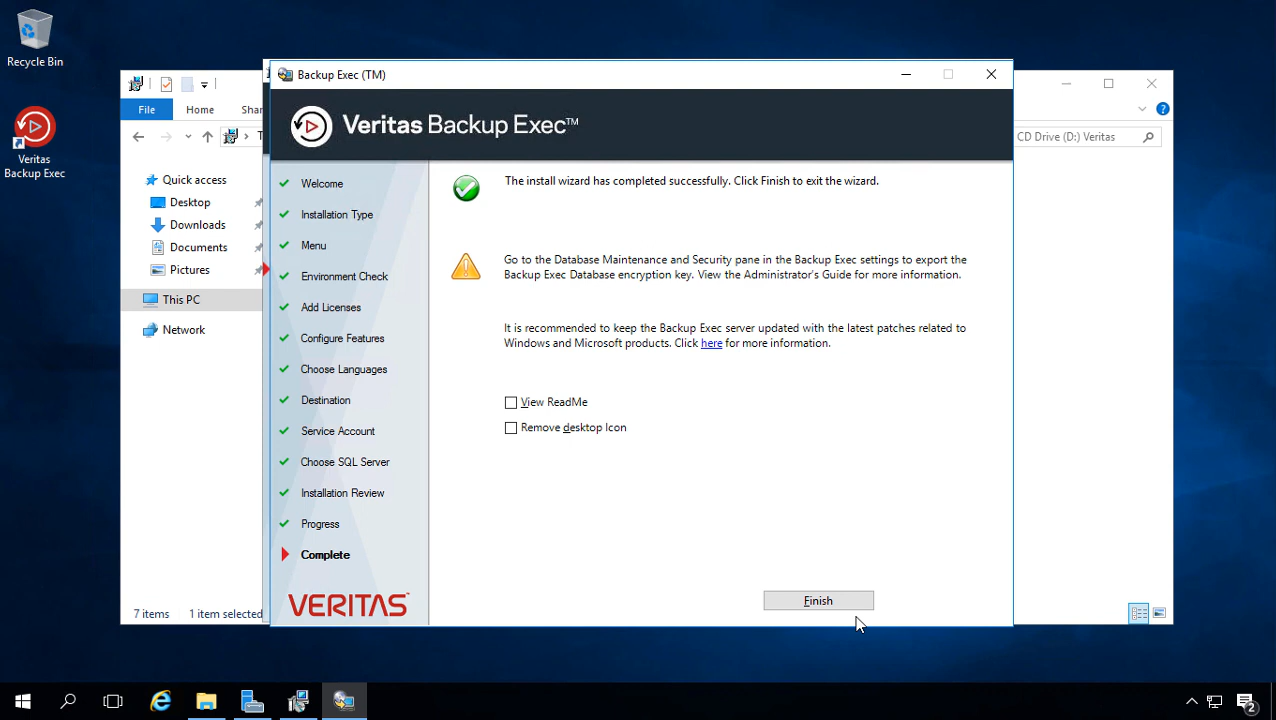 Recycle Bin
Veritas
Backup Exec
File
Home
Shar
T
CD Drive (D:) Veritas
Quick access
Desktop
Downloads
Documents
Pictures
This PC
Network
7 items
1 item selected
Backup Exec (TM)
Veritas Backup Exec™
Welcome
Installation Type
Menu
Environment Check
Add Licenses
Configure Features
Choose Languages
Destination
Service Account
Choose SQL Server
Installation Review
Progress
Complete
VERITAS™
The install wizard has completed successfully. Click Finish to exit the wizard.
Go to the Database Maintenance and Security pane in the Backup Exec settings to export the
Backup Exec Database encryption key. View the Administrator's Guide for more information.
It is recommended to keep the Backup Exec server updated with the latest patches related to
Windows and Microsoft products. Click here for more information.
View ReadMe
Remove desktop Icon
Finish
2